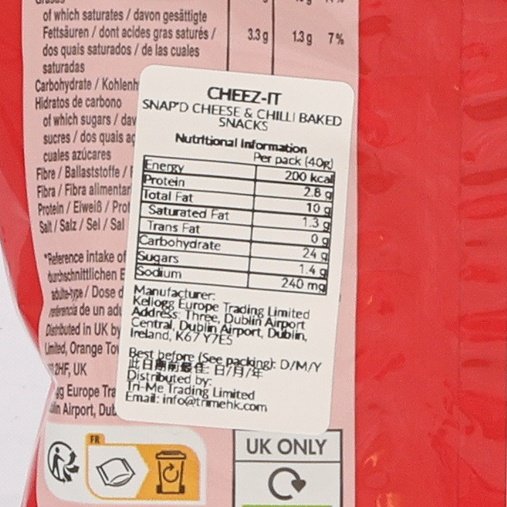 of which saturates / davon gesättigte
Fettsäuren / dont acides gras saturés /
dos quais saturados / de las cuales
saturadas
3.3 g 1.3 g 7%
Carbohydrate / Kohlenh
Hidratos de carbono
of which sugars / dav
sucres / dos quais aç
cuales azúcares
Fibre / Ballaststoffe /
Fibra / Fibra alimentar
Protein / Eiweiß / Prot
Salt / Salz / Sel / Sal
*Reference intake of
durchschnittlichen E
adulte-type / Dose d
referencia de un adu
Distributed in UK by
Limited, Orange To
2HF, UK
gg Europe Tra
lin Airport, Dub
CHEEZ-IT
SNAP'D CHEESE & CHILLI BAKED
SNACKS
Nutritional Information
Per pack (40g)
Energy 200 kcal
Protein 2.8 g
Total Fat 10 g
Saturated Fat 1.3 g
Trans Fat 0 g
Carbohydrate 24 g
Sugars 1.4 g
Sodium 240 mg
Manufacturer:
Kellogg Europe Trading Limited
Address: Three, Dublin Airport
Central, Dublin Airport, Dublin,
Ireland, K67 Y7E5
Best before (See packing): D/M/Y
此日期前最佳: 日/月/年
Distributed by:
Tri-Me Trading Limited
Email: info@trimehk.com
FR
UK ONLY